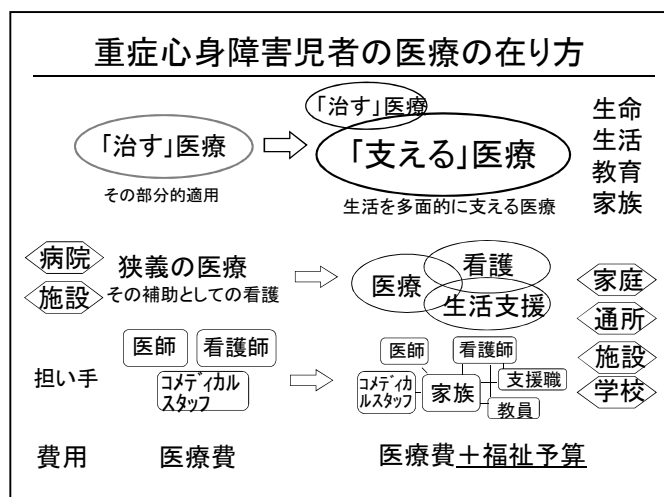 重症心身障害児者の医療の在り方
「治す」医療
その部分的適用
「治す」医療
「支える」医療
生活を多面的に支える医療
生命
生活
教育
家族
病院
施設
狭義の医療
その補助としての看護
医療
看護
生活支援
家庭
通所
施設
学校
担い手
医師
看護師
コメディカル
スタッフ
医師
看護師
コメディカ
ルスタッフ
家族
支援職
教員
費用
医療費
医療費+福祉予算